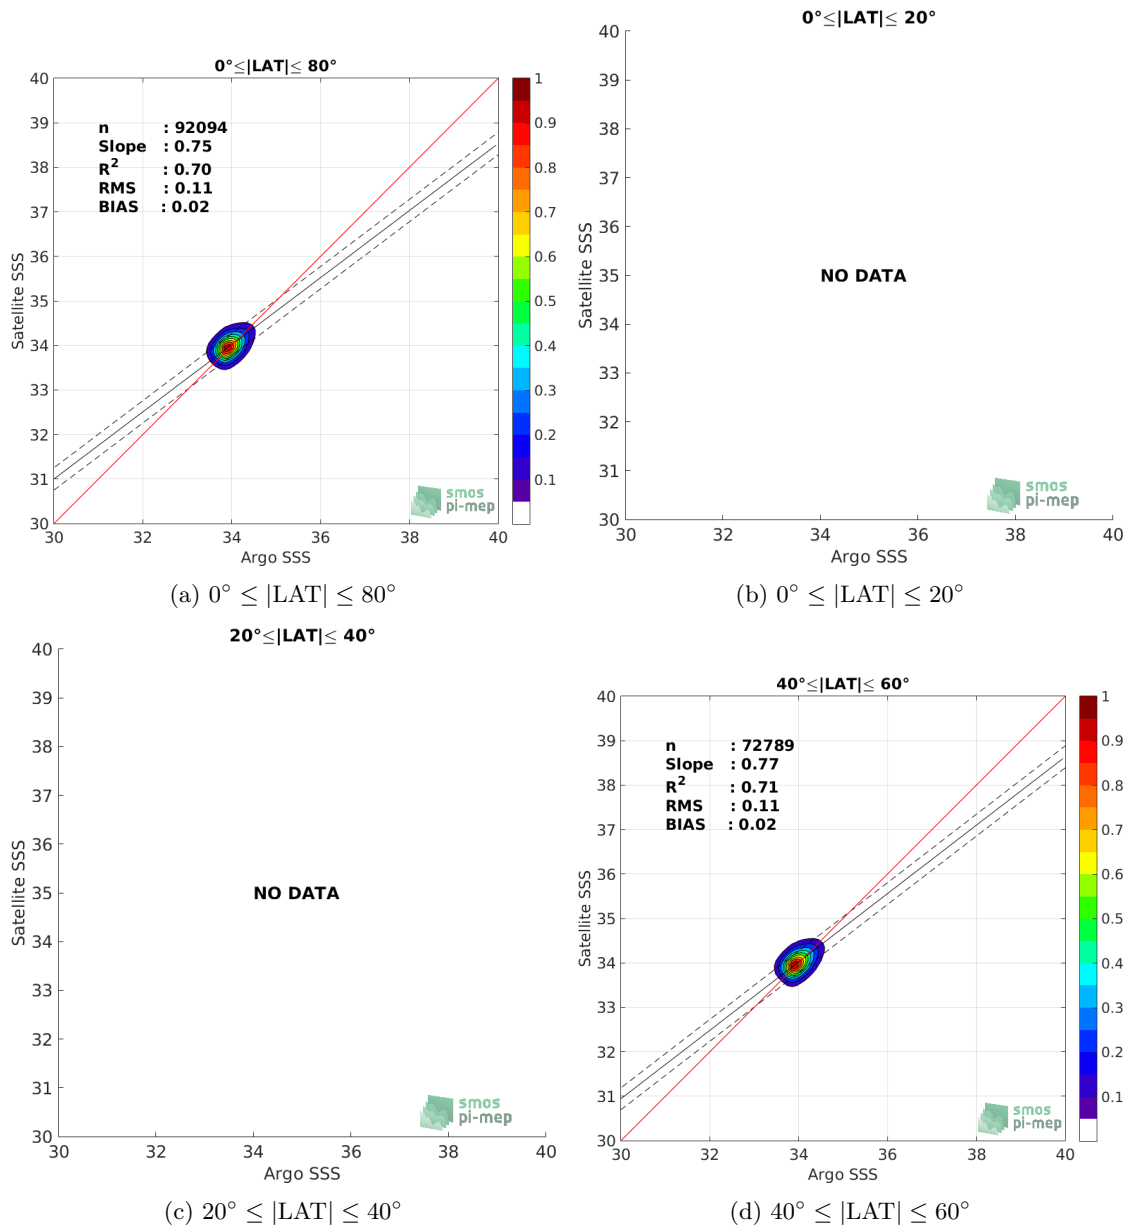 0°≤|LAT|≤ 80°
40
39
38
37
36
35
34
33
32
31
30
Satellite SSS
n : 92094
Slope : 0.75
R2 : 0.70
RMS : 0.11
BIAS : 0.02
smos
pi-mep
30 32 34 36 38 40
Argo SSS
1
0.9
0.8
0.7
0.6
0.5
0.4
0.3
0.2
0.1
(a) 0° ≤ |LAT| ≤ 80°
0°≤|LAT|≤ 20°
40
39
38
37
36
35
34
33
32
31
30
Satellite SSS
NO DATA
smos
pi-mep
30 32 34 36 38 40
Argo SSS
(b) 0° ≤ |LAT| ≤ 20°
20°≤|LAT|≤ 40°
40
39
38
37
36
35
34
33
32
31
30
Satellite SSS
NO DATA
smos
pi-mep
30 32 34 36 38 40
Argo SSS
(c) 20° ≤ |LAT| ≤ 40°
40°≤|LAT|≤ 60°
40
39
38
37
36
35
34
33
32
31
30
Satellite SSS
n : 72789
Slope : 0.77
R2 : 0.71
RMS : 0.11
BIAS : 0.02
smos
pi-mep
30 32 34 36 38 40
Argo SSS
1
0.9
0.8
0.7
0.6
0.5
0.4
0.3
0.2
0.1
(d) 40° ≤ |LAT| ≤ 60°